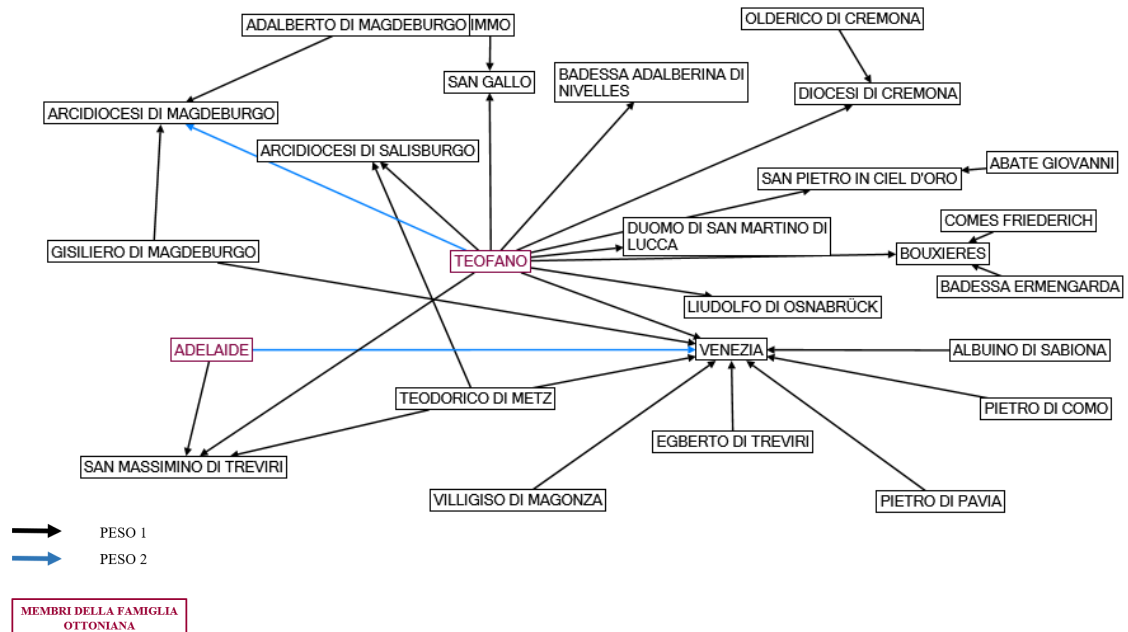 OLDERICO DI CREMONA
ADALBERTO DI MAGDEBURGO
IMMO
SAN GALLO
BADESSA ADALBERINA DI
NIVELLES
DIOCESI DI CREMONA
ARCIDIOCESI DI MAGDEBURGO
ARCIDIOCESI DI SALISBURGO
ABATE GIOVANNI
SAN PIETRO IN CIEL D'ORO
COMES FRIEDERICH
DUOMO DI SAN MARTINO DI
LUCCA
GISILIERO DI MAGDEBURGO
TEOFANO
BOUXIERES
BADESSA ERMENGARDA
LIUDOLFO DI OSNABRÜCK
ADELAIDE
VENEZIA
ALBUINO DI SABIONA
TEODORICO DI METZ
PIETRO DI COMO
EGBERTO DI TREVIRI
SAN MASSIMINO DI TREVIRI
VILLIGISO DI MAGONZA
PIETRO DI PAVIA
PESO 1
PESO 2
MEMBRI DELLA FAMIGLIA
OTTONIANA